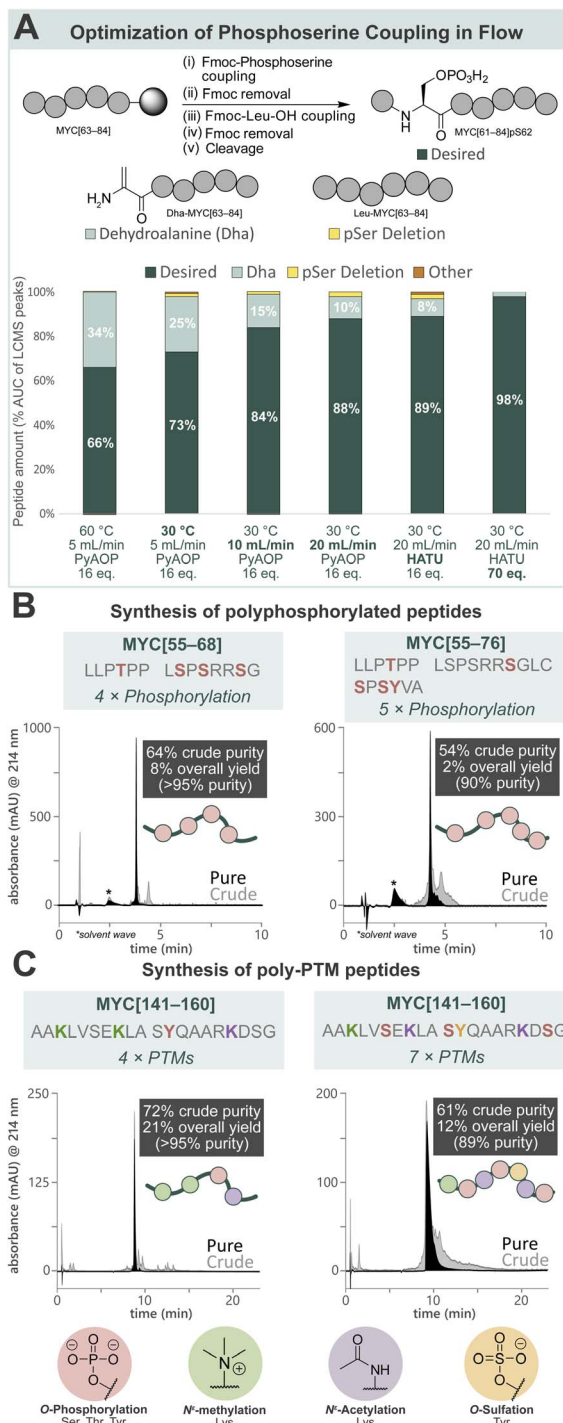 A Optimization of Phosphoserine Coupling in Flow
(i) Fmoc-Phosphoserine
coupling
(ii) Fmoc removal
(iii) Fmoc-Leu-OH coupling
(iv) Fmoc removal
(v) Cleavage
MYC[63–84]
OPO₃H₂
N
H
O
MYC[61–84]pS62
Desired
H₂N
O
Dha-MYC[63–84]
Leu-MYC[63–84]
Dehydroalanine (Dha)
pSer Deletion
Desired Dha pSer Deletion Other
Peptide amount (% AUC of LCMS peaks)
100%
80%
60%
40%
20%
0%
34% 25% 15% 10% 8%
66% 73% 84% 88% 89% 98%
60 °C 30 °C 30 °C 30 °C 30 °C 30 °C
5 mL/min 5 mL/min 10 mL/min 20 mL/min 20 mL/min 20 mL/min
PyAOP PyAOP PyAOP PyAOP HATU HATU
16 eq. 16 eq. 16 eq. 16 eq. 16 eq. 70 eq.
B Synthesis of polyphosphorylated peptides
MYC[55–68]
LLPTPP LSPSRRSG
4 × Phosphorylation
absorbance (mAU) @ 214 nm
1000
500
0
64% crude purity
8% overall yield
(>95% purity)
Pure
Crude
*
0 5 10
*solvent wave
time (min)
MYC[55–76]
LLPTPP LSPSRRSGLC
SPSYVA
5 × Phosphorylation
600
300
0
54% crude purity
2% overall yield
(90% purity)
Pure
Crude
*
0 5 10
*solvent wave
time (min)
C Synthesis of poly-PTM peptides
MYC[141–160]
AAKLVSEKLA SYQAARKDSG
4 × PTMs
absorbance (mAU) @ 214 nm
250
125
0
72% crude purity
21% overall yield
(>95% purity)
Pure
Crude
0 10 20
time (min)
MYC[141–160]
AAKLVSEKLA SYQAARKDSG
7 × PTMs
200
100
0
61% crude purity
12% overall yield
(89% purity)
Pure
Crude
0 10 20
time (min)
O
P
O
O
O
N
⊕
O
NH
O
S
O
O
O
O-Phosphorylation
Ser, Thr, Tyr
Nᵋ-methylation
Lys
Nᵋ-Acetylation
Lys
O-Sulfation
Tyr